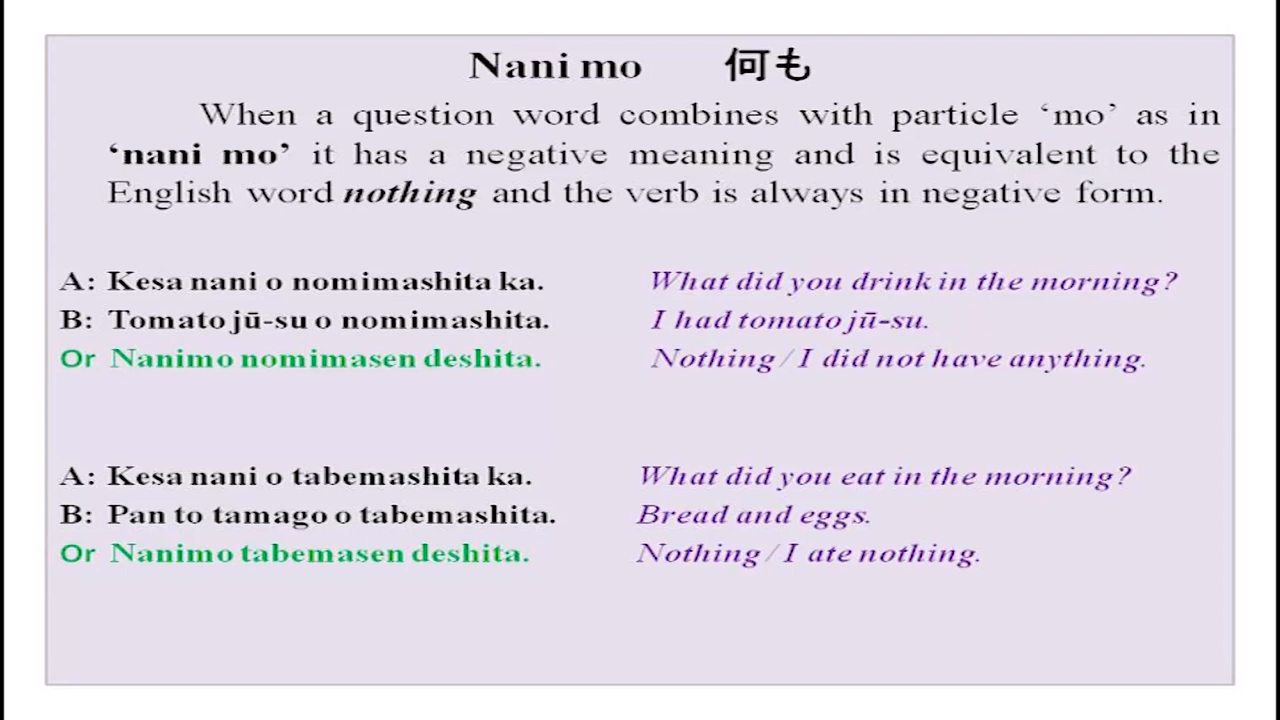 Nani mo 何も
When a question word combines with particle ‘mo’ as in
‘nani mo’ it has a negative meaning and is equivalent to the
English word nothing and the verb is always in negative form.
A: Kesa nani o nomimashita ka. What did you drink in the morning?
B: Tomato jū-su o nomimashita. I had tomato jū-su.
Or Nanimo nomimasen deshita. Nothing / I did not have anything.
A: Kesa nani o tabemashita ka. What did you eat in the morning?
B: Pan to tamago o tabemashita. Bread and eggs.
Or Nanimo tabemasen deshita. Nothing / I ate nothing.